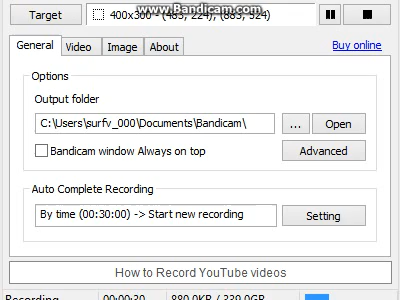 www.Bandicam.com
Target
400x300 - (483, 224), (883, 524)
General Video Image About
Buy online
Options
Output folder
C:\Users\surfv_000\Documents\Bandicam\
... Open
Bandicam window Always on top
Advanced
Auto Complete Recording
By time (00:30:00) -> Start new recording
Setting
How to Record YouTube videos
Recording 00:00:30 880.0KB / 339.0GB